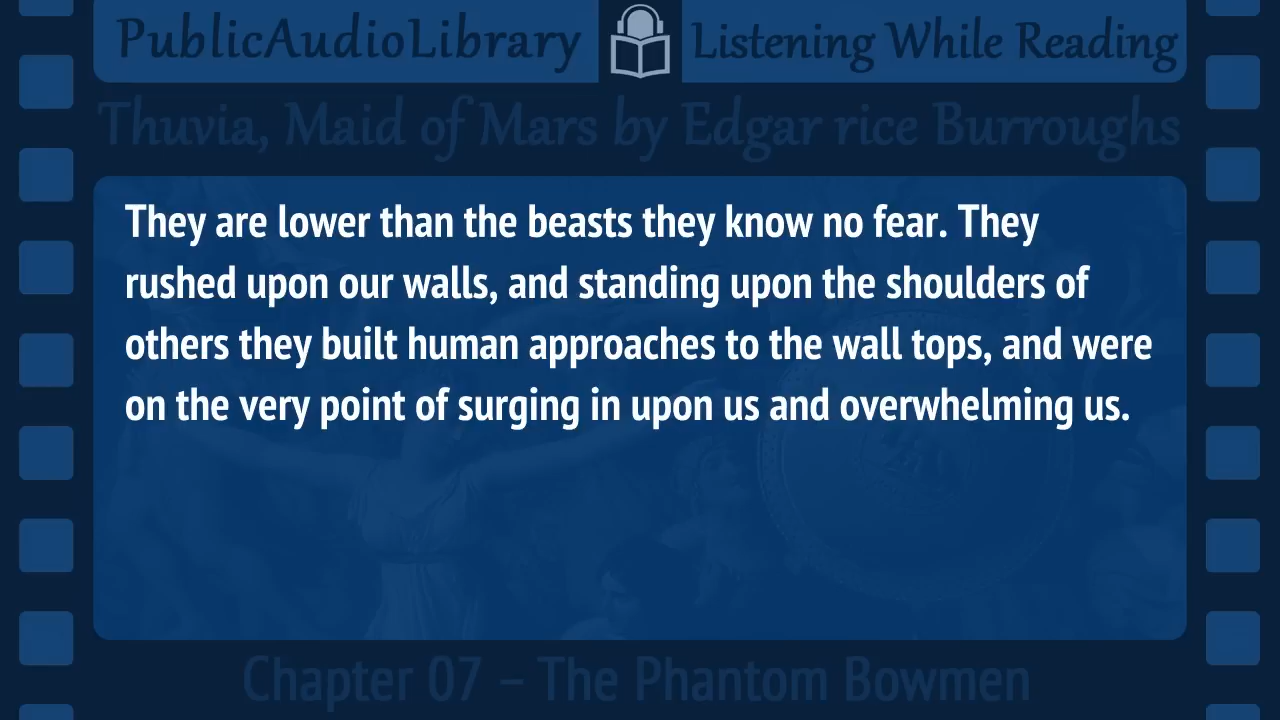 PublicAudioLibrary Listening While Reading
Thuvia, Maid of Mars by Edgar rice Burroughs
They are lower than the beasts they know no fear. They
rushed upon our walls, and standing upon the shoulders of
others they built human approaches to the wall tops, and were
on the very point of surging in upon us and overwhelming us.
Chapter 07 – The Phantom Bowmen